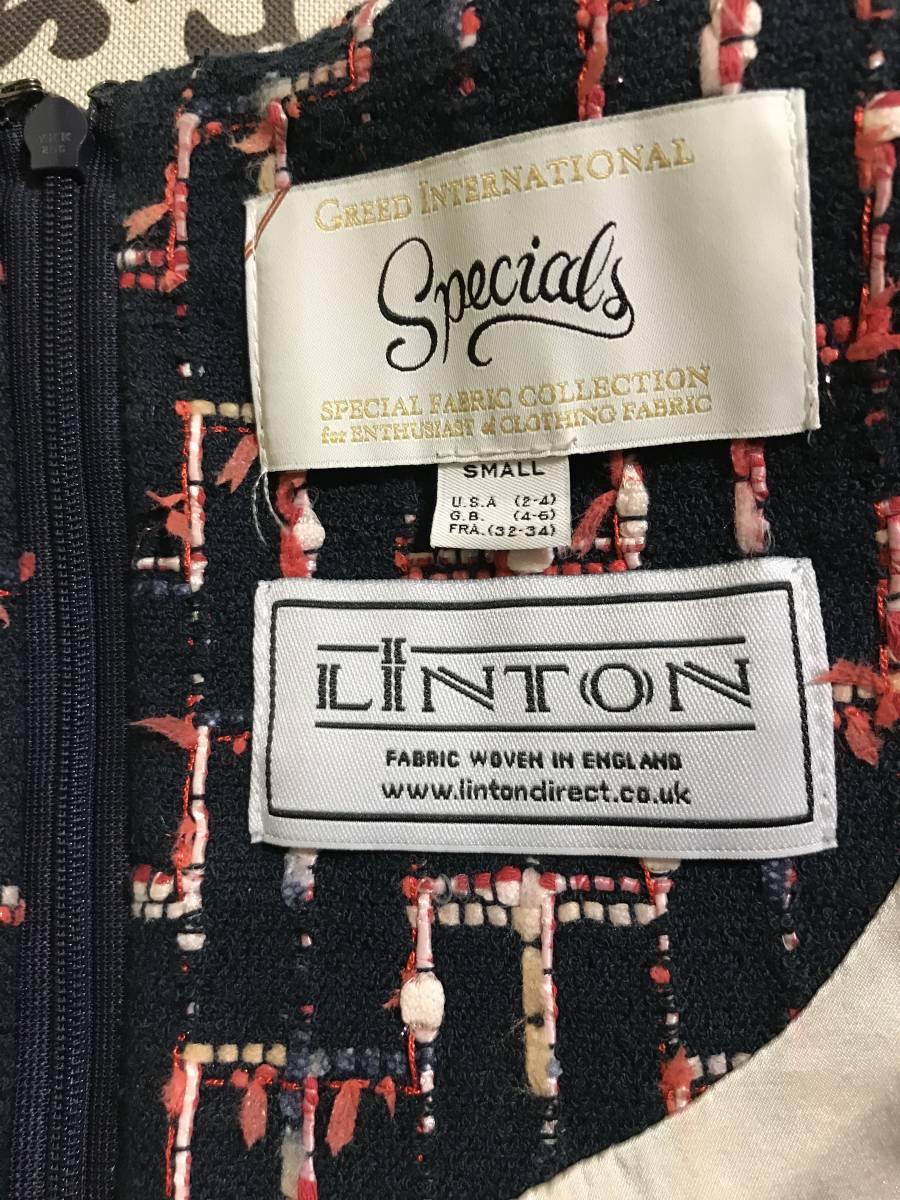 GREED INTERNATIONAL
Specials
SPECIAL FABRIC COLLECTION
for ENTHUSIAST of CLOTHING FABRIC
SMALL
U.S.A (2-4)
G.B. (4-6)
FRA. (32-34)
LINTON
FABRIC WOVEN IN ENGLAND
www.lintondirect.co.uk
YKK